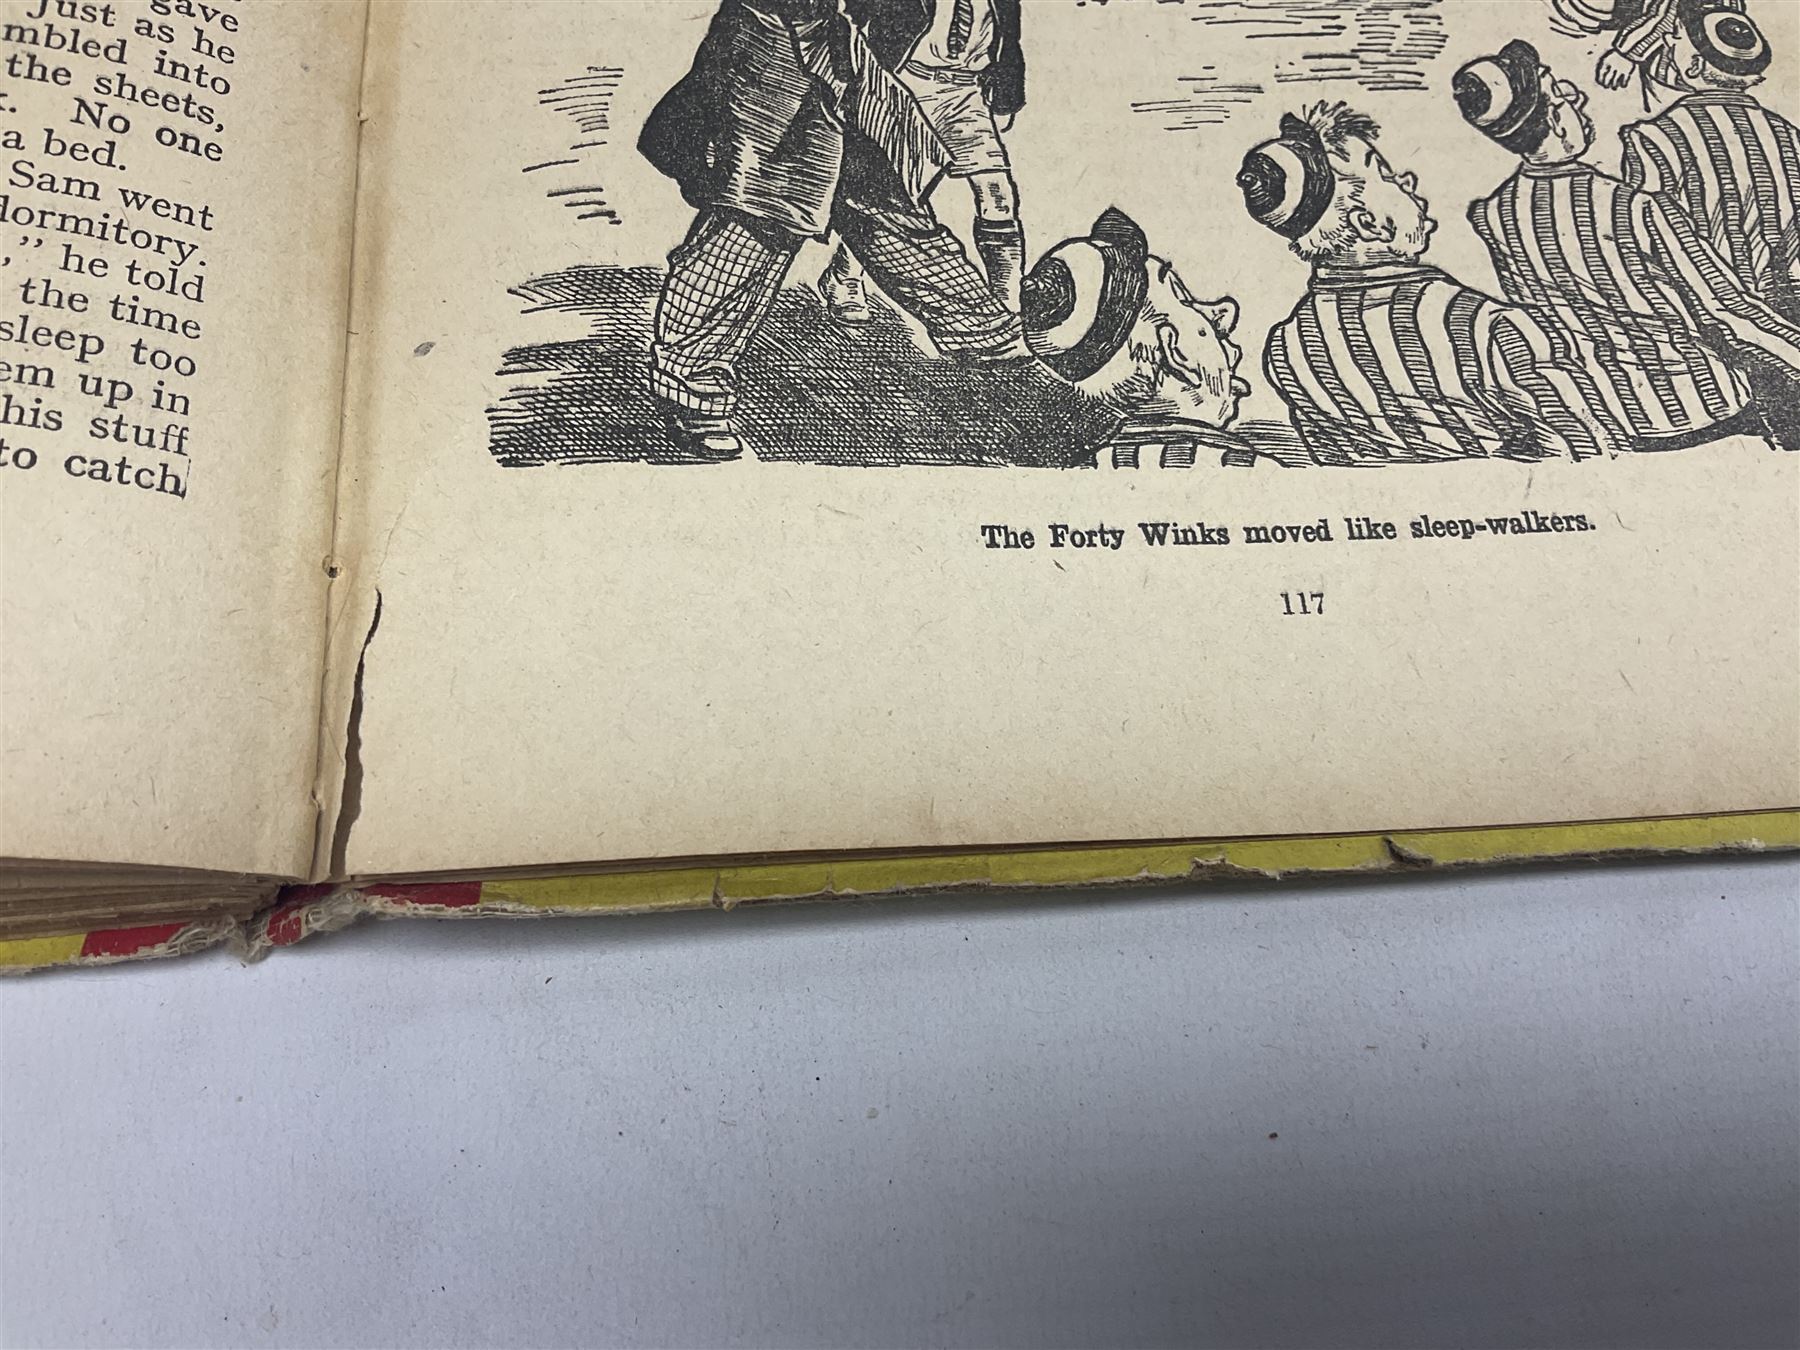 gave
Just as he
mbled into
the sheets,
No one
a bed.
Sam went
dormitory.
," he told
the time
sleep too
em up in
his stuff
to catch
The Forty Winks moved like sleep-walkers.
117